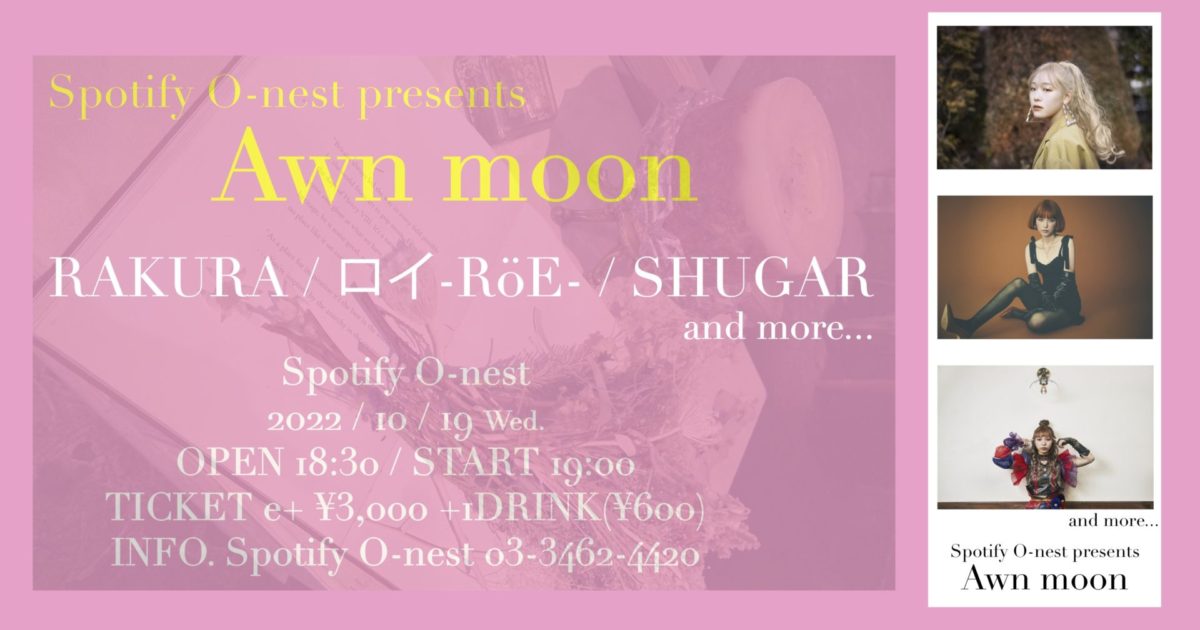 Spotify O-nest presents
Awn moon
RAKURA / ロイ-RöE- / SHUGAR
and more...
Spotify O-nest
2022 / 10 / 19 Wed.
OPEN 18:30 / START 19:00
TICKET e+ ¥3,000 +1DRINK(¥600)
INFO. Spotify O-nest 03-3462-4420
and more...
Spotify O-nest presents
Awn moon